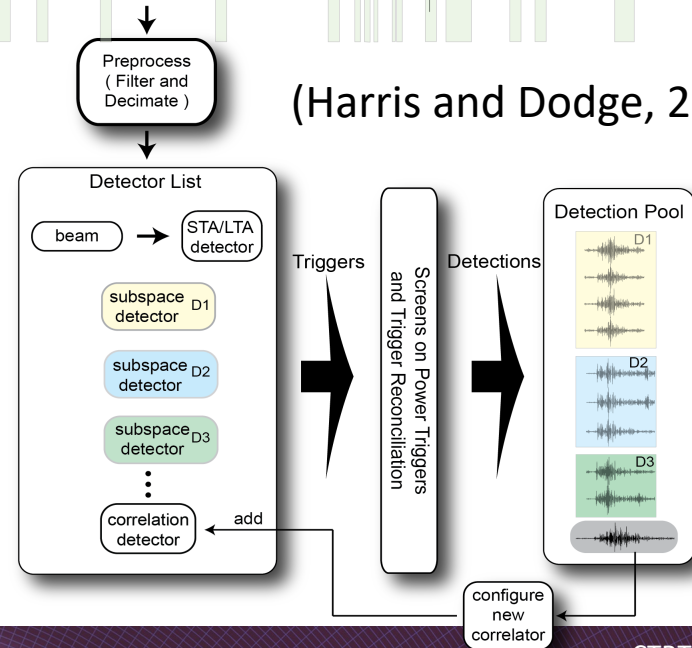 Preprocess
( Filter and
Decimate )
(Harris and Dodge, 2
Detector List
beam
STA/LTA
detector
subspace
detector
D1
subspace
detector
D2
subspace
detector
D3
correlation
detector
add
Triggers
Screens on Power Triggers
and Trigger Reconciliation
Detections
Detection Pool
D1
D2
D3
configure
new
correlator